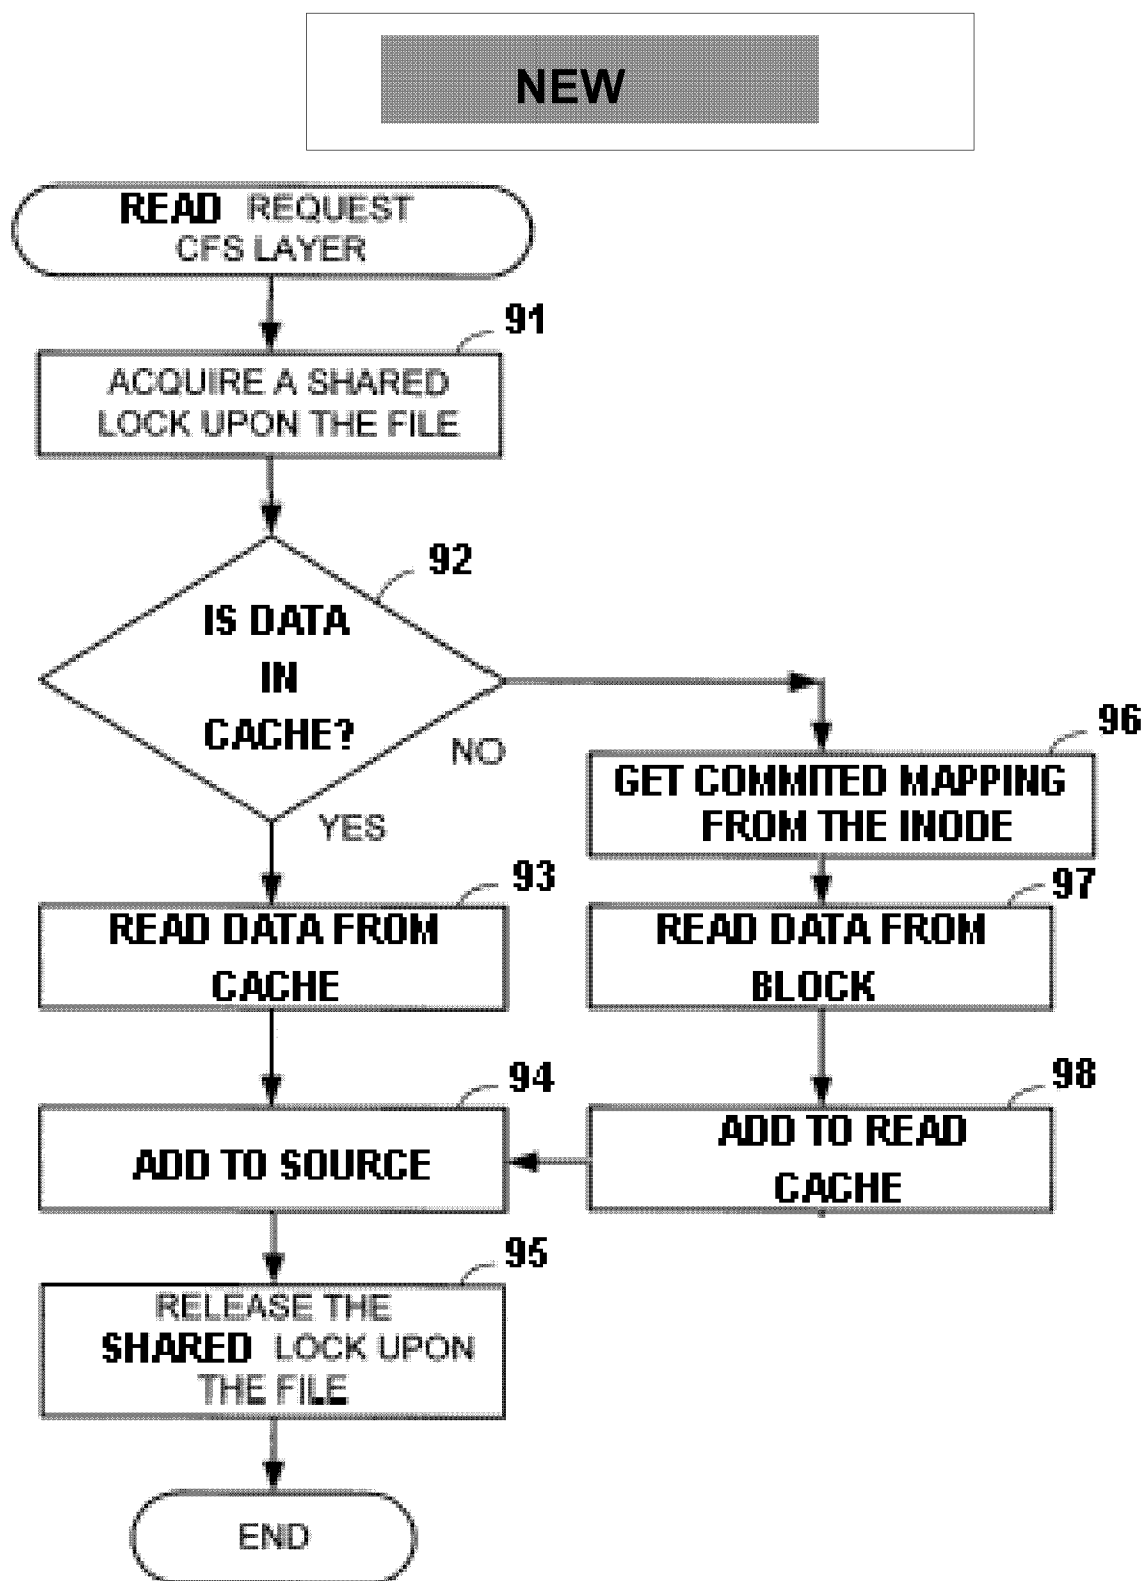 NEW
READ REQUEST
CFS LAYER
91
ACQUIRE A SHARED
LOCK UPON THE FILE
92
IS DATA
IN
CACHE?
NO
YES
96
GET COMMITED MAPPING
FROM THE INODE
93
READ DATA FROM
CACHE
97
READ DATA FROM
BLOCK
94
ADD TO SOURCE
98
ADD TO READ
CACHE
95
RELEASE THE
SHARED LOCK UPON
THE FILE
END